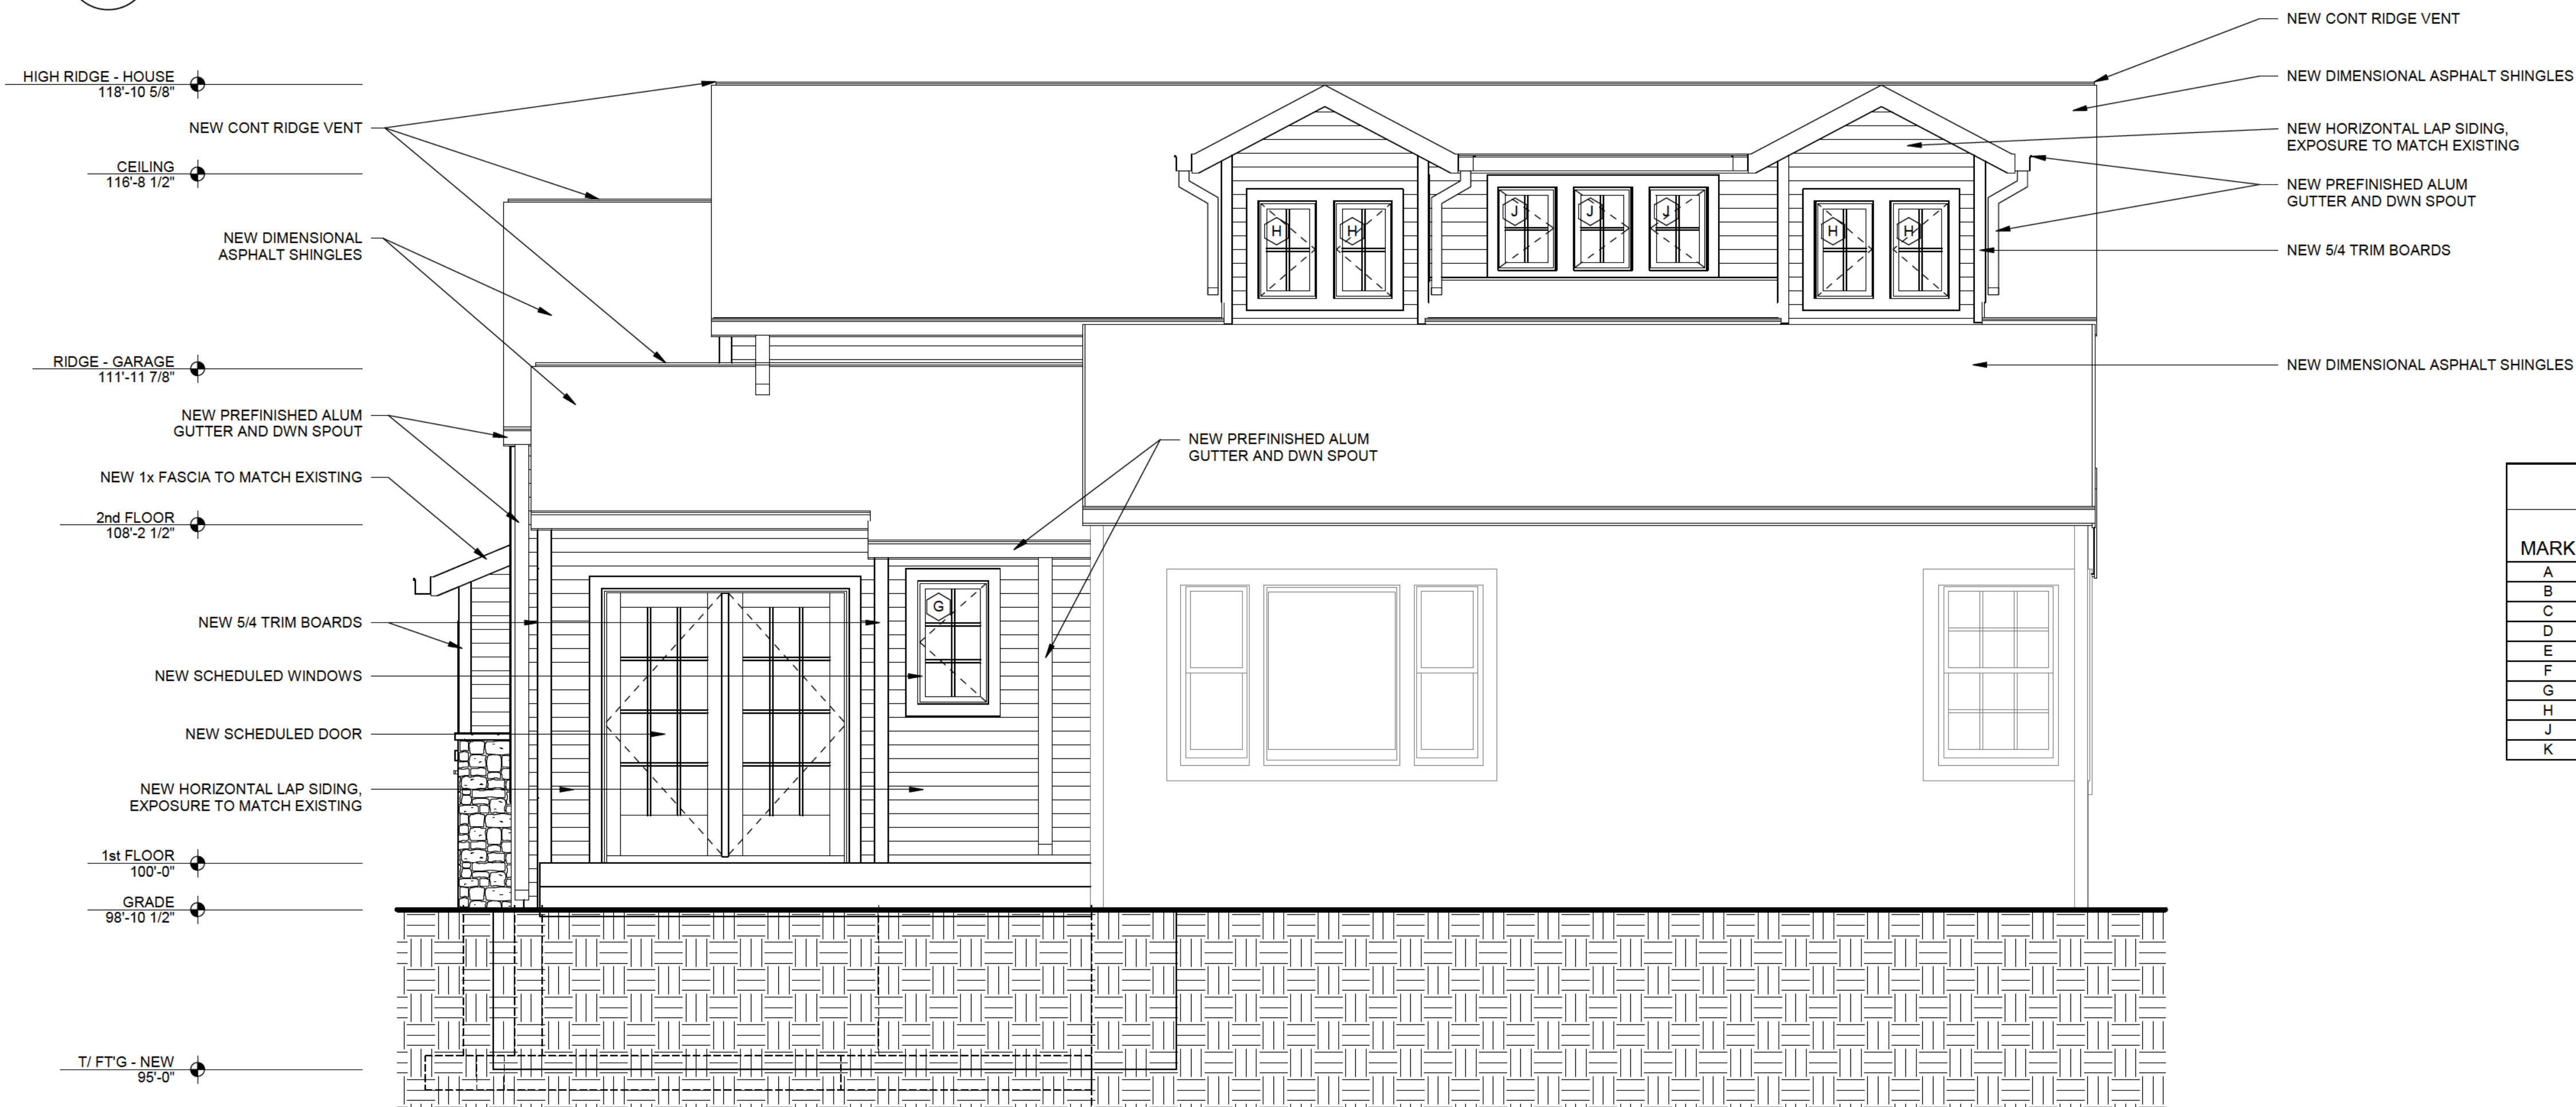 HIGH RIDGE - HOUSE
118'-10 5/8"
NEW CONT RIDGE VENT
CEILING
116'-8 1/2"
NEW DIMENSIONAL
ASPHALT SHINGLES
RIDGE - GARAGE
111'-11 7/8"
NEW PREFINISHED ALUM
GUTTER AND DWN SPOUT
NEW 1x FASCIA TO MATCH EXISTING
2nd FLOOR
108'-2 1/2"
NEW 5/4 TRIM BOARDS
NEW SCHEDULED WINDOWS
NEW SCHEDULED DOOR
NEW HORIZONTAL LAP SIDING,
EXPOSURE TO MATCH EXISTING
1st FLOOR
100'-0"
GRADE
98'-10 1/2"
T/ FT'G - NEW
95'-0"
H
H
J
J
J
H
H
NEW PREFINISHED ALUM
GUTTER AND DWN SPOUT
G
NEW CONT RIDGE VENT
NEW DIMENSIONAL ASPHALT SHINGLES
NEW HORIZONTAL LAP SIDING,
EXPOSURE TO MATCH EXISTING
NEW PREFINISHED ALUM
GUTTER AND DWN SPOUT
NEW 5/4 TRIM BOARDS
NEW DIMENSIONAL ASPHALT SHINGLES
MARK
A
B
C
D
E
F
G
H
J
K